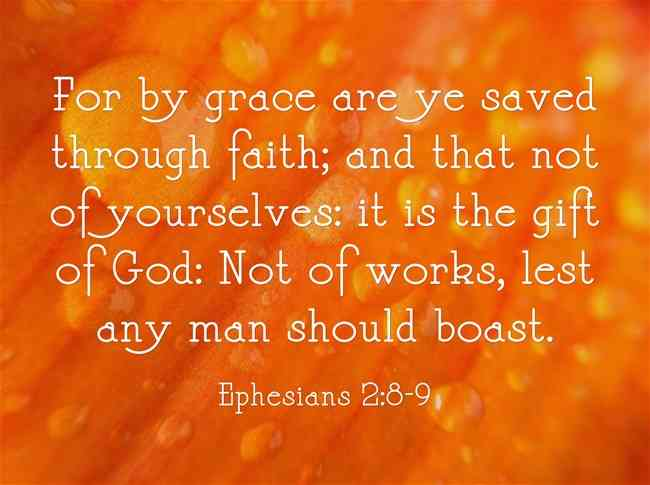 For by grace are ye saved
through faith; and that not
of yourselves: it is the gift
of God: Not of works, lest
any man should boast.
Ephesians 2:8-9